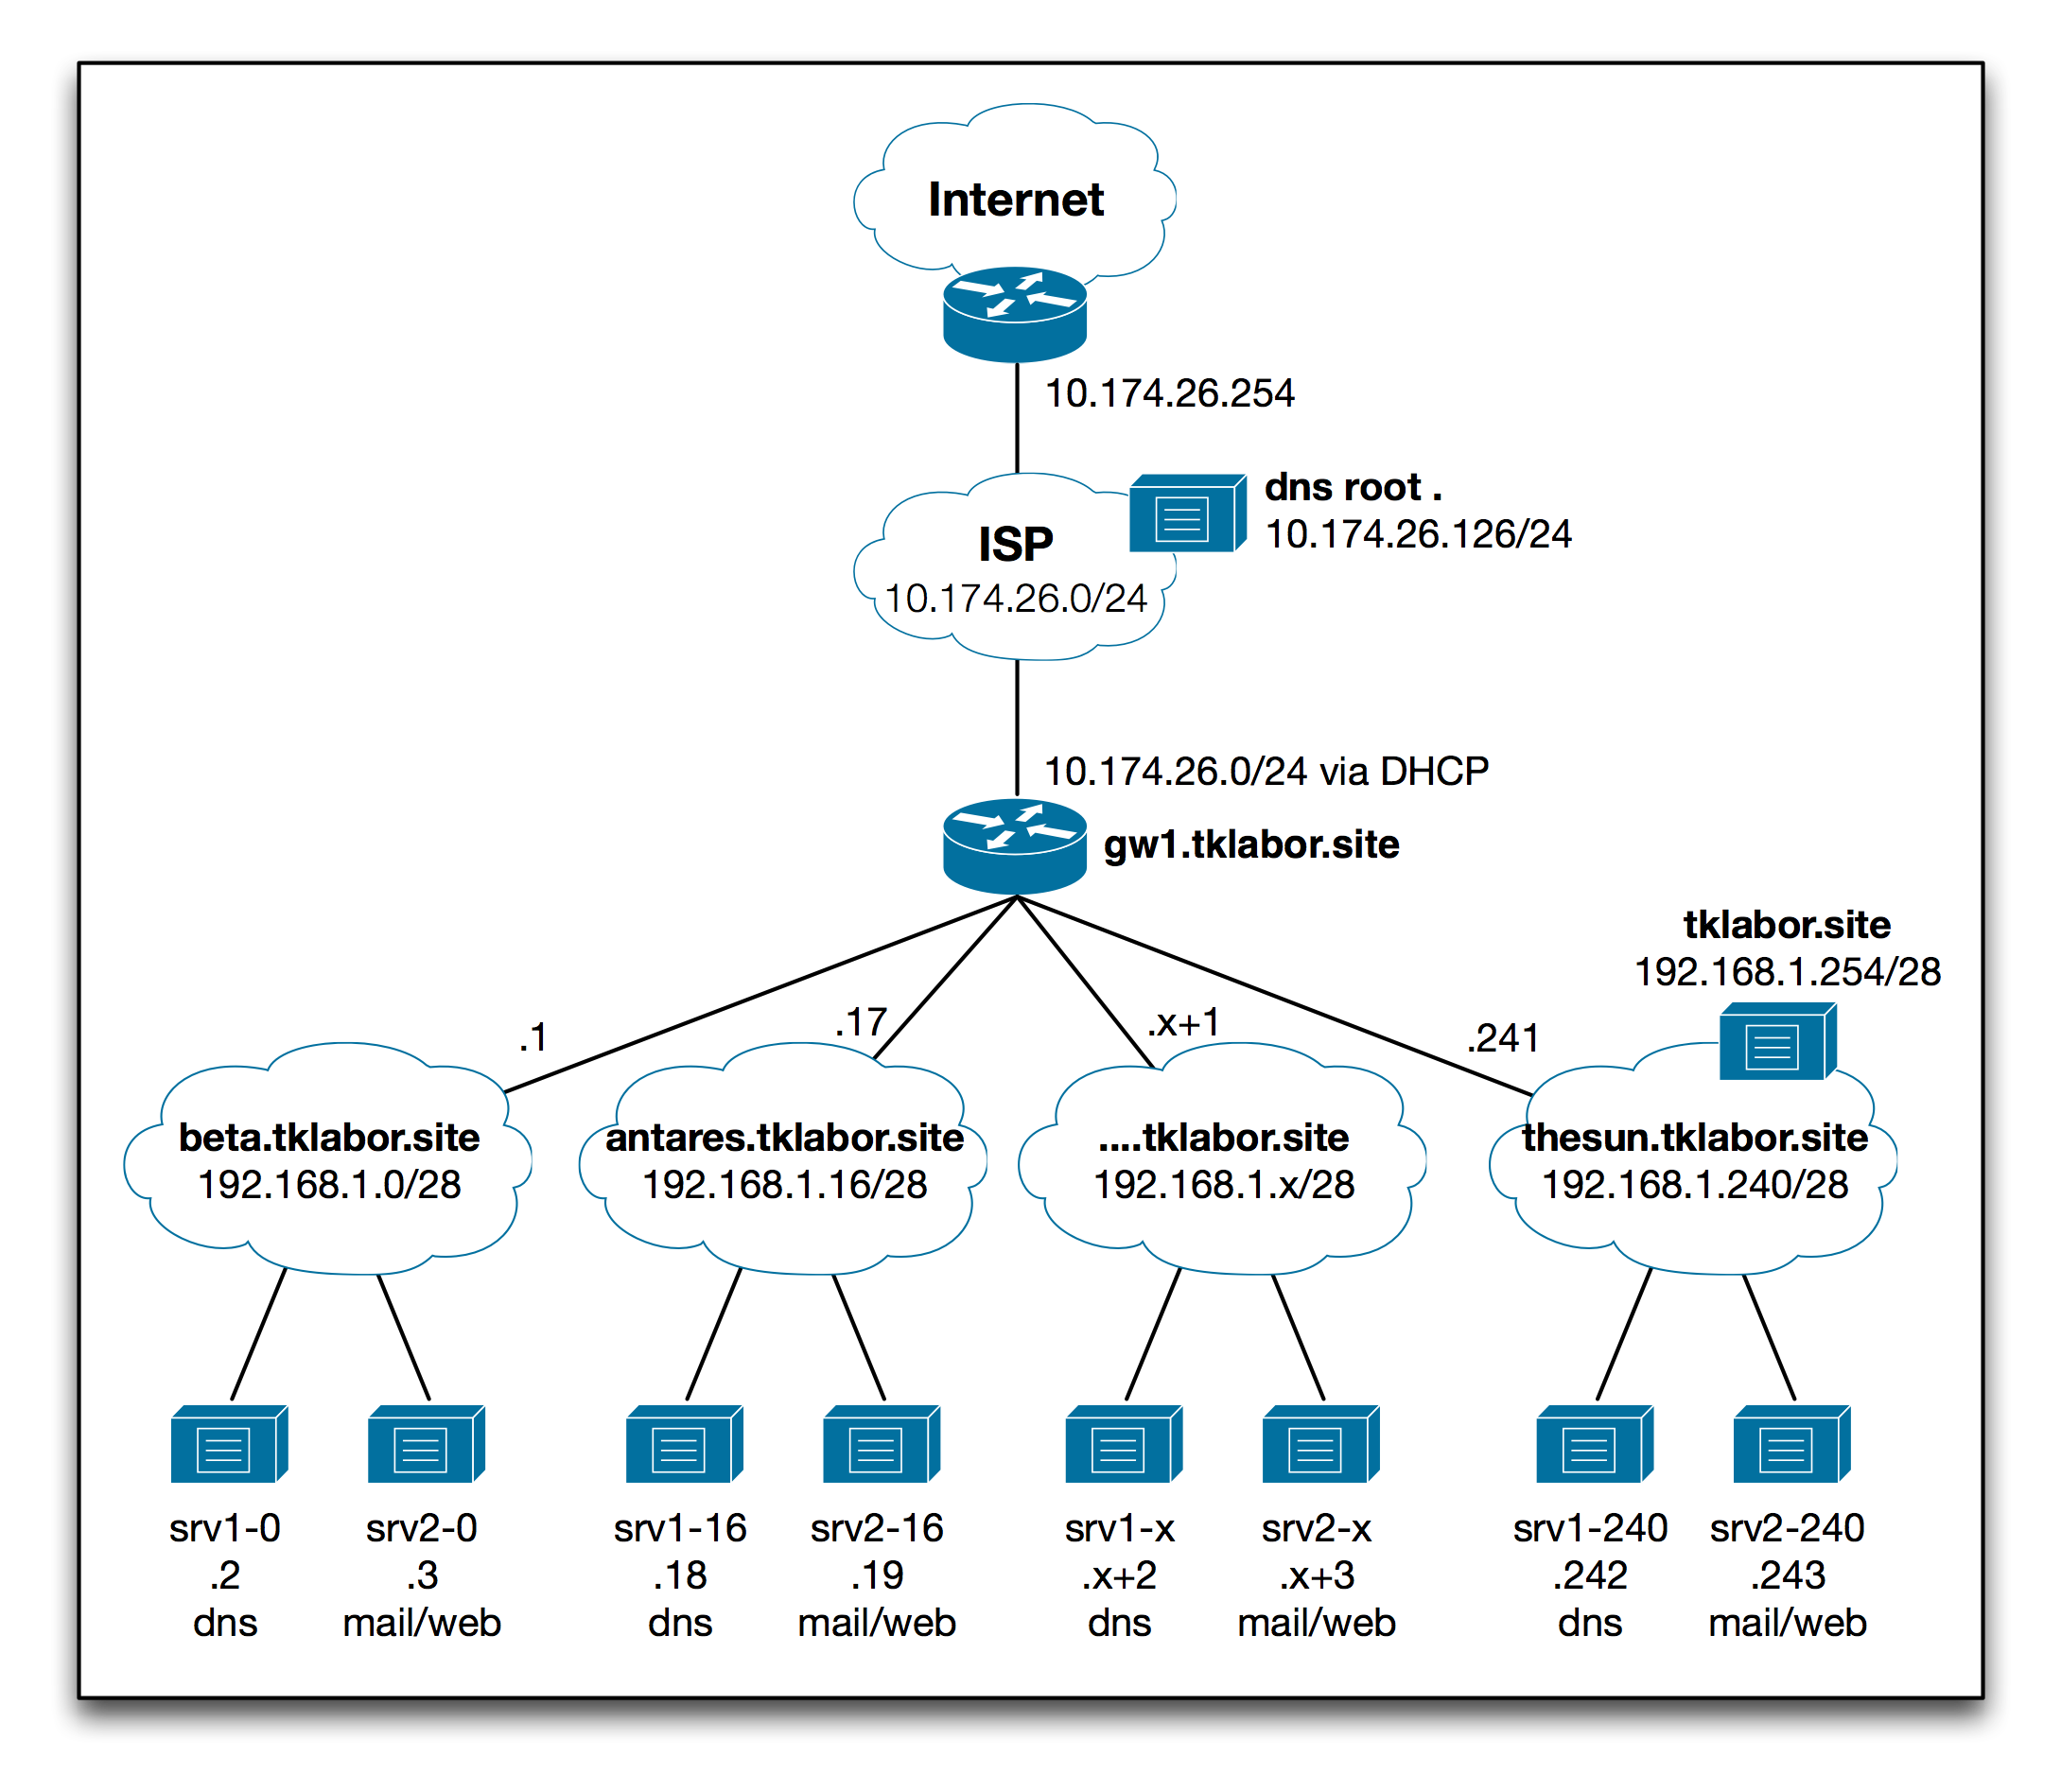 Internet
10.174.26.254
dns root .
10.174.26.126/24
ISP
10.174.26.0/24
10.174.26.0/24 via DHCP
gw1.tklabor.site
tklabor.site
192.168.1.254/28
.1
.17
.x+1
.241
beta.tklabor.site
192.168.1.0/28
antares.tklabor.site
192.168.1.16/28
....tklabor.site
192.168.1.x/28
thesun.tklabor.site
192.168.1.240/28
srv1-0
.2
dns
srv2-0
.3
mail/web
srv1-16
.18
dns
srv2-16
.19
mail/web
srv1-x
.x+2
dns
srv2-x
.x+3
mail/web
srv1-240
.242
dns
srv2-240
.243
mail/web